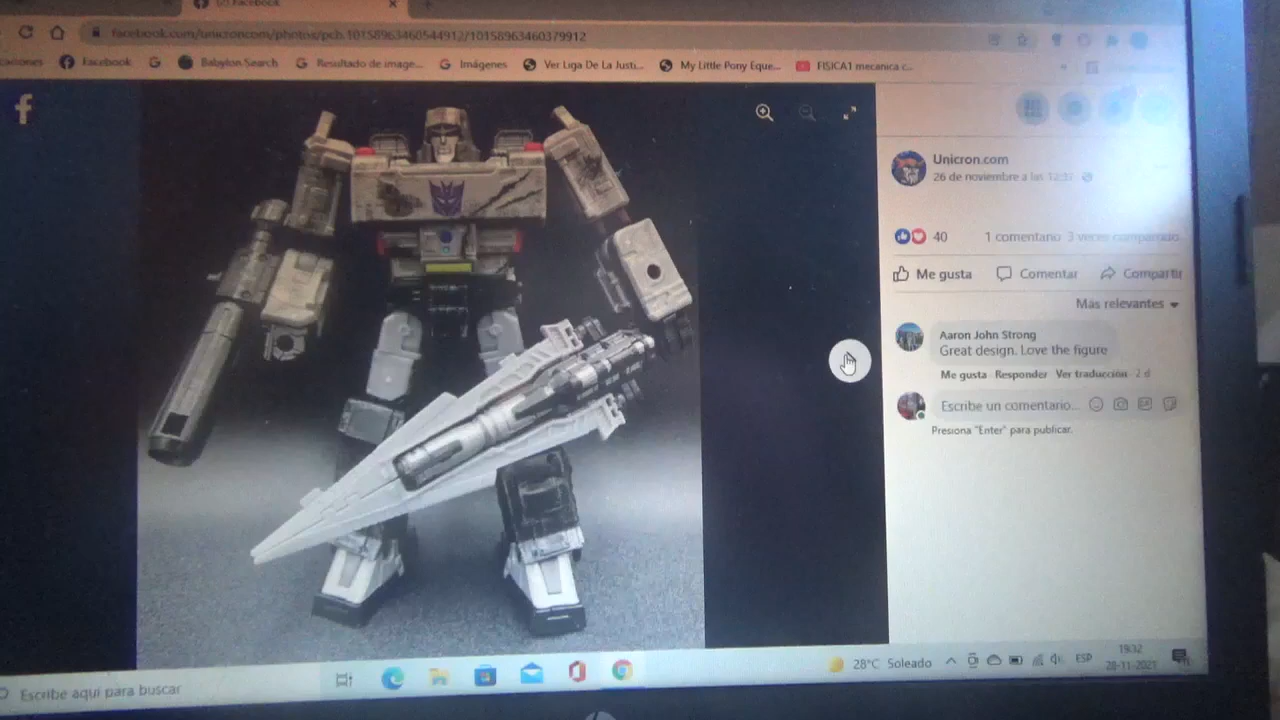 Facebook
facebook.com/unicroncom/photos/pcb.10158963460544912/10158963460379912
Facebook
Babylon Search
Resultado de image...
Imágenes
Ver Liga De La Justi...
My Little Pony Eque...
FISICA1 mecanica c...
Unicron.com
26 de noviembre a las 12:37
40
1 comentario 3 veces compartido
Me gusta
Comentar
Compartir
Más relevantes
Aaron John Strong
Great design. Love the figure
Me gusta Responder Ver traducción 2 d
Escribe un comentario...
Presiona "Enter" para publicar.
Escribe aquí para buscar
28°C Soleado
ESP
19:32
28-11-2021